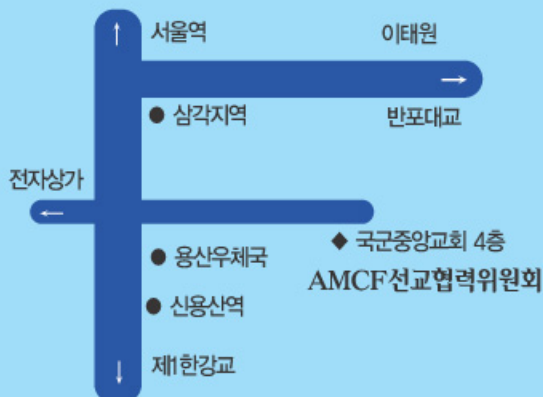 서울역
이태원
삼각지역
반포대교
전자상가
국군중앙교회 4층
용산우체국
AMCF선교협력위원회
신용산역
제1한강교